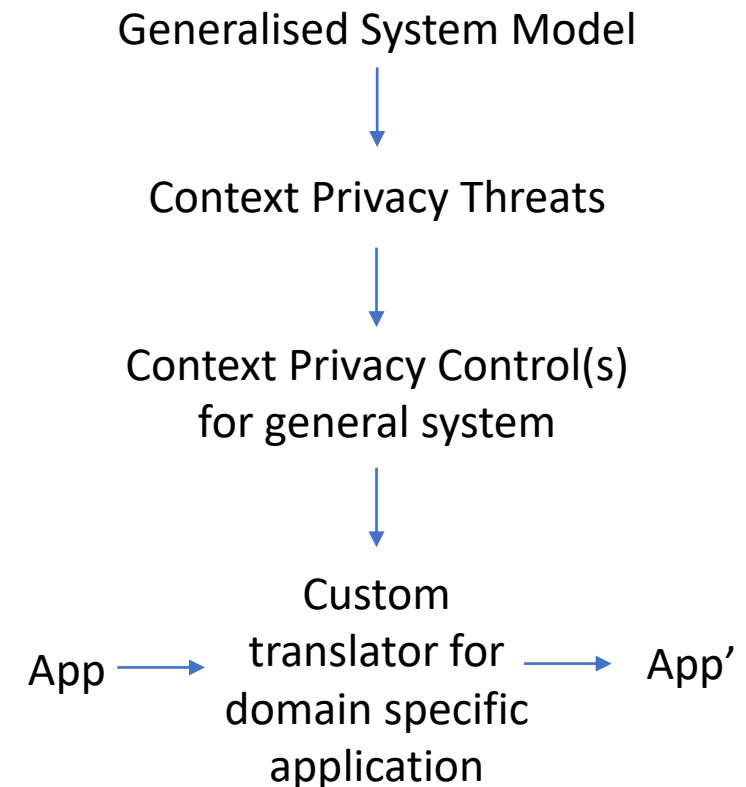 Generalised System Model
Context Privacy Threats
Context Privacy Control(s)
for general system
Custom
translator for
domain specific
application
App
App’